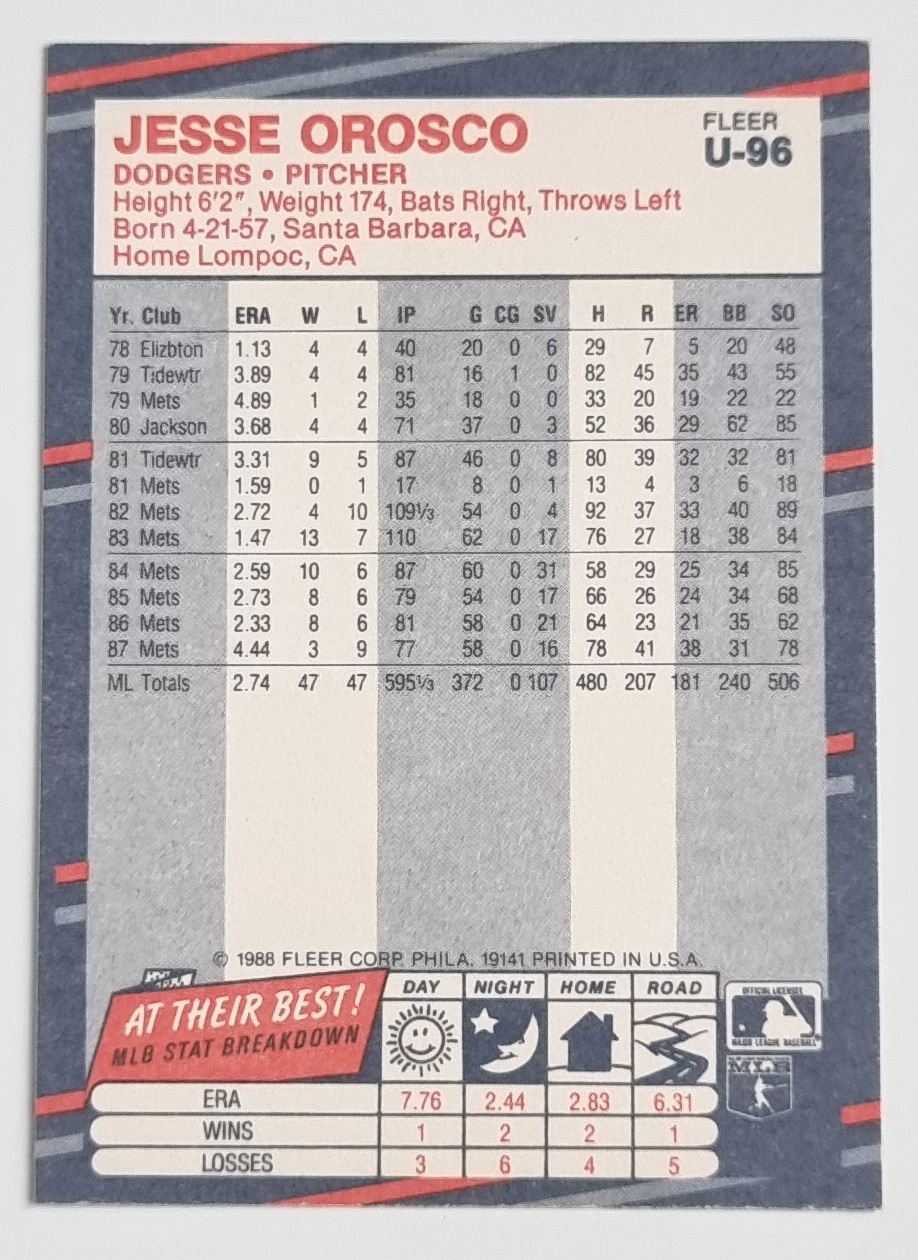 JESSE OROSCO
FLEER
U-96
DODGERS • PITCHER
Height 6'2", Weight 174, Bats Right, Throws Left
Born 4-21-57, Santa Barbara, CA
Home Lompoc, CA
Yr. Club ERA W L IP G CG SV H R ER BB SO
78 Elizbton 1.13 4 4 40 20 0 6 29 7 5 20 48
79 Tidewtr 3.89 4 4 81 16 1 0 82 45 35 43 55
79 Mets 4.89 1 2 35 18 0 0 33 20 19 22 22
80 Jackson 3.68 4 4 71 37 0 3 52 36 29 62 85
81 Tidewtr 3.31 9 5 87 46 0 8 80 39 32 32 81
81 Mets 1.59 0 1 17 8 0 1 13 4 3 6 18
82 Mets 2.72 4 10 109⅓ 54 0 4 92 37 33 40 89
83 Mets 1.47 13 7 110 62 0 17 76 27 18 38 84
84 Mets 2.59 10 6 87 60 0 31 58 29 25 34 85
85 Mets 2.73 8 6 79 54 0 17 66 26 24 34 68
86 Mets 2.33 8 6 81 58 0 21 64 23 21 35 62
87 Mets 4.44 3 9 77 58 0 16 78 41 38 31 78
ML Totals 2.74 47 47 595⅓ 372 0 107 480 207 181 240 506
© 1988 FLEER CORP. PHILA. 19141 PRINTED IN U.S.A.
AT THEIR BEST!
MLB STAT BREAKDOWN
DAY NIGHT HOME ROAD
OFFICIAL LICENSEE
MAJOR LEAGUE BASEBALL
MLB
ERA 7.76 2.44 2.83 6.31
WINS 1 2 2 1
LOSSES 3 6 4 5